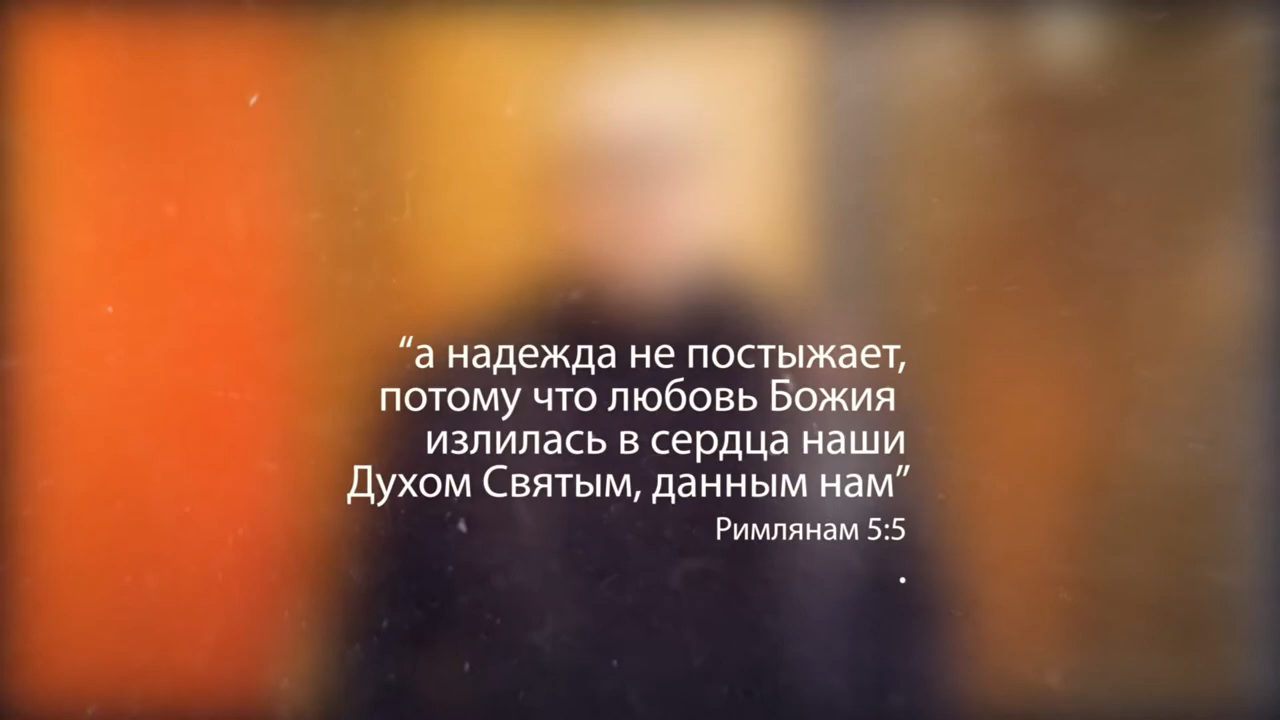 “а надежда не постыжает,
потому что любовь Божия
излилась в сердца наши
Духом Святым, данным нам”
Римлянам 5:5
.